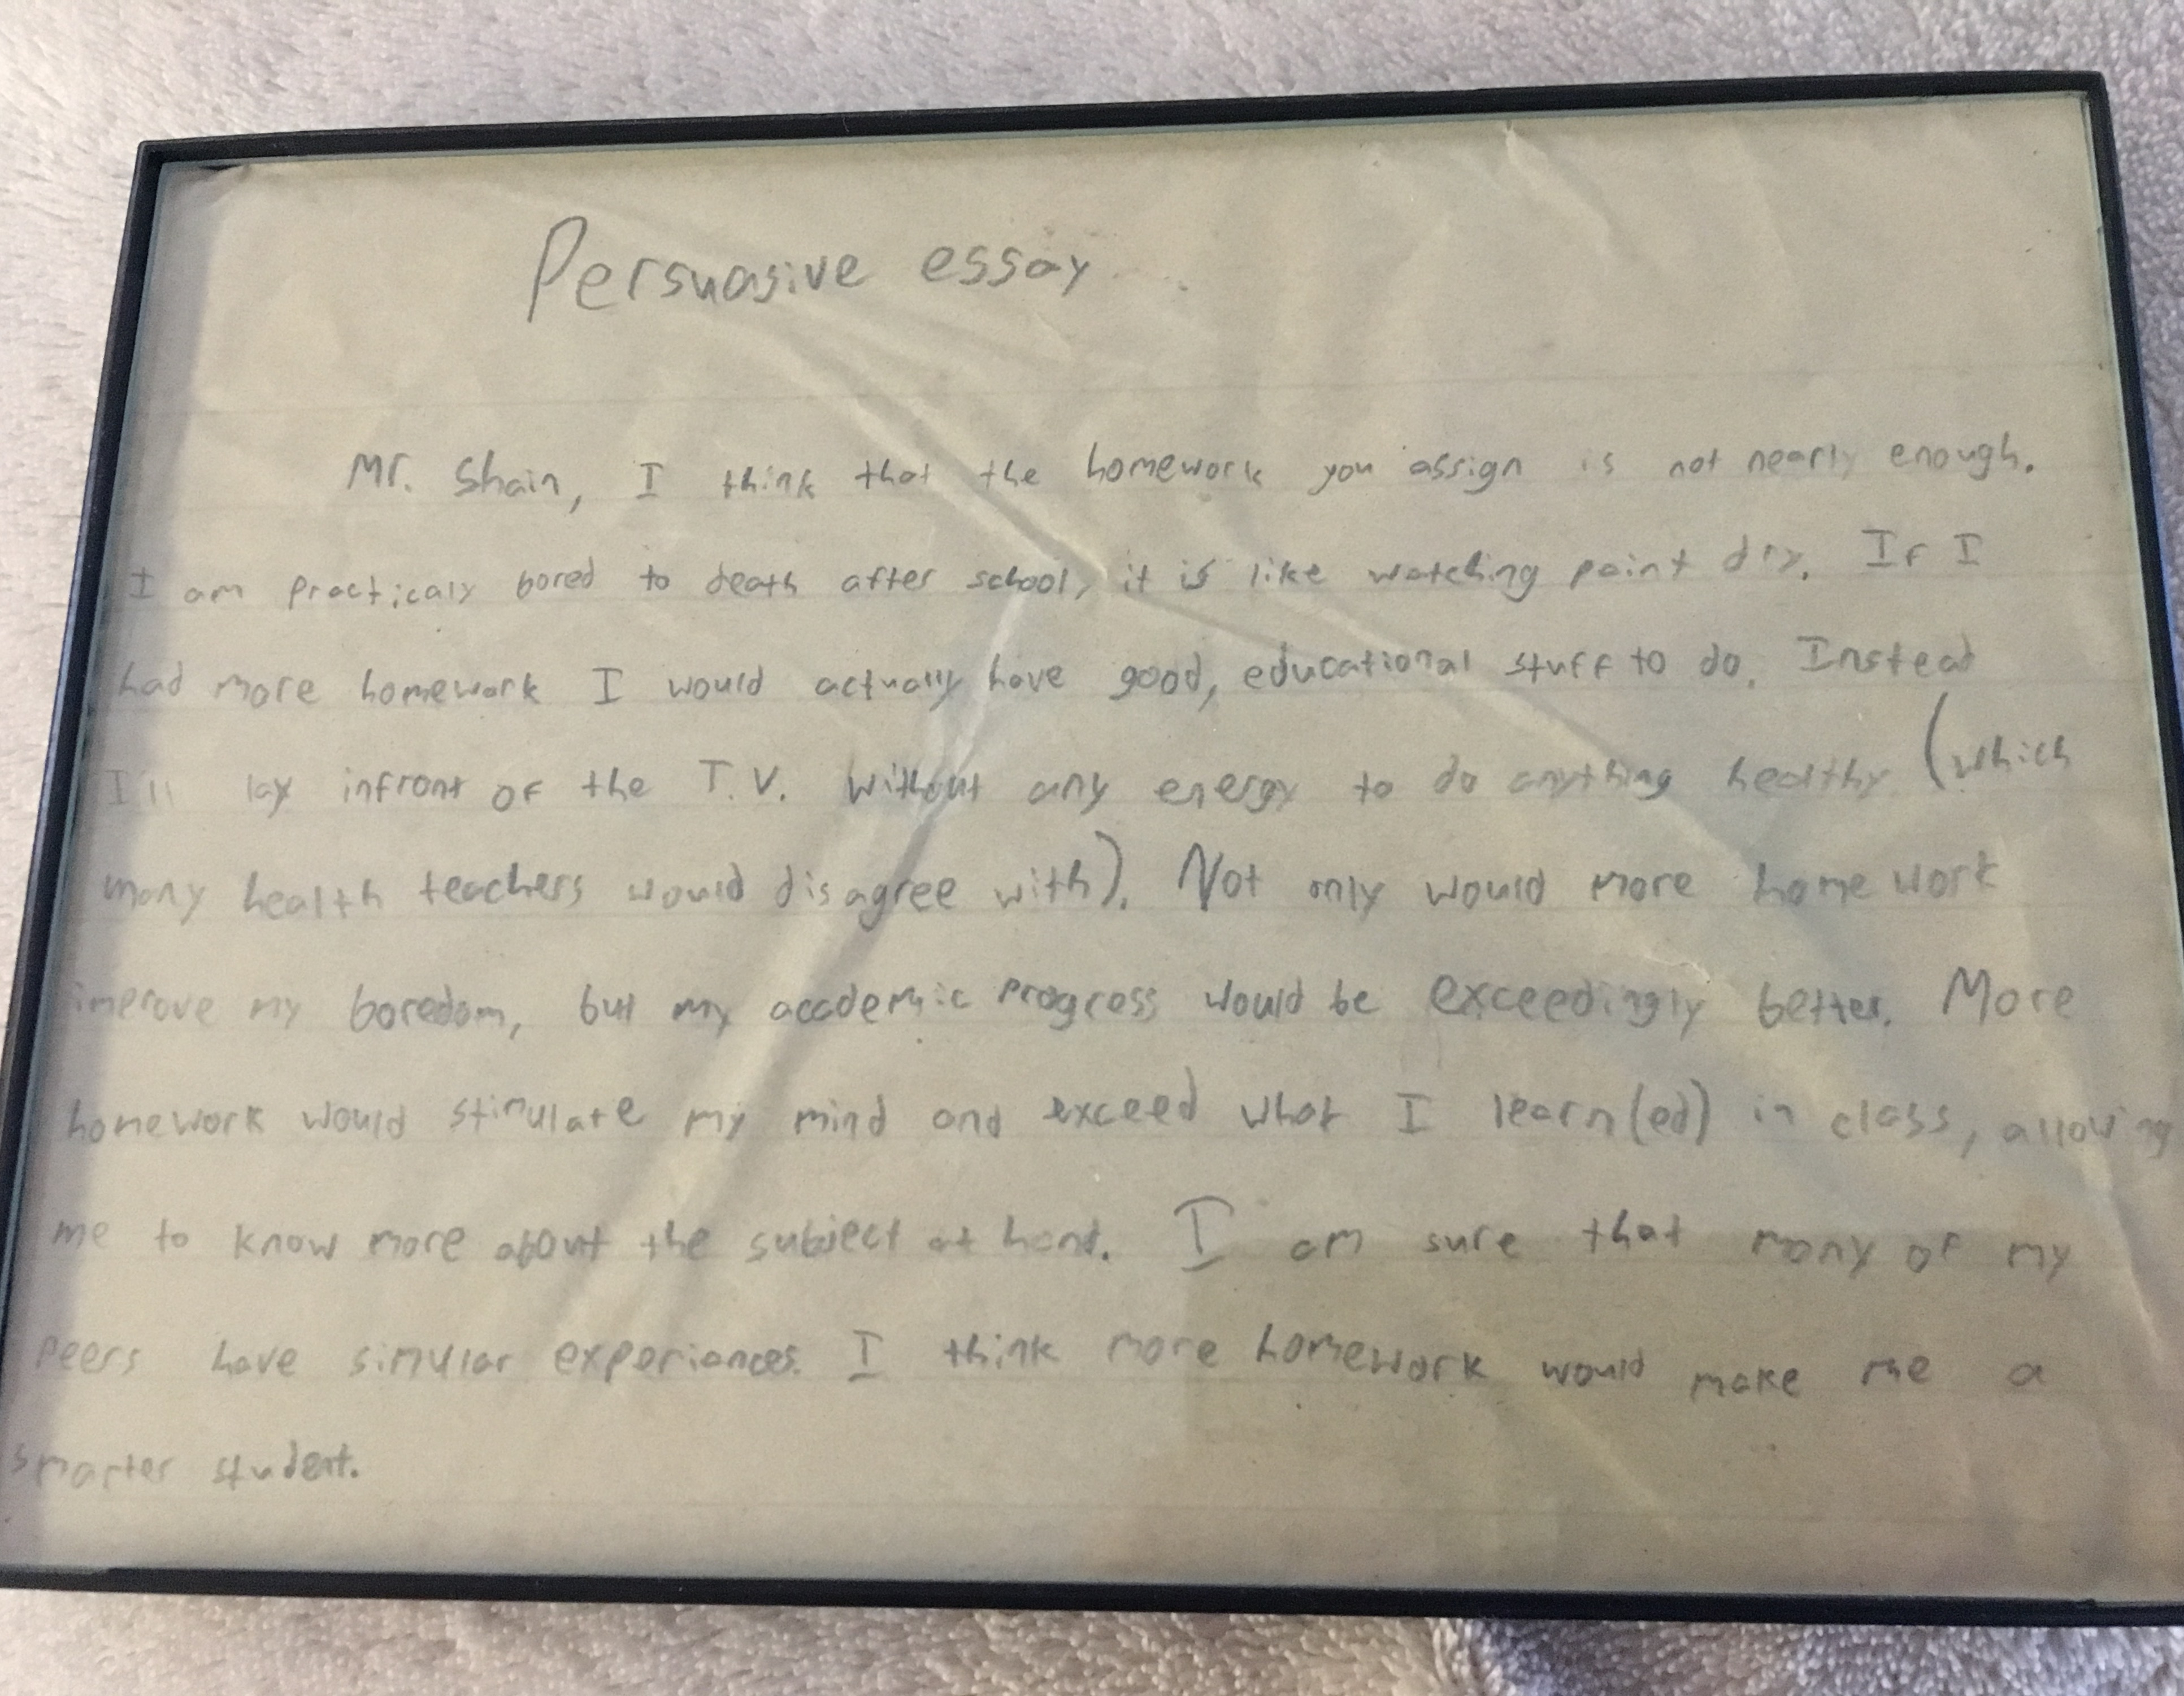 Persuasive essay
Mr. Shain, I think that the homework you assign is not nearly enough.
I am practicaly bored to death after school, it is like watching paint dry. If I
had more homework I would actually have good, educational stuff to do. Instead
I'll lay infront of the T.V. without any energy to do anything healthy (which
many health teachers would disagree with). Not only would more homework
improve my boredom, but my academic progress would be exceedingly better. More
homework would stimulate my mind and exceed what I learn(ed) in class, allowing
me to know more about the subject at hand. I am sure that many of my
peers have simular experiances. I think more homework would make me a
smarter student.